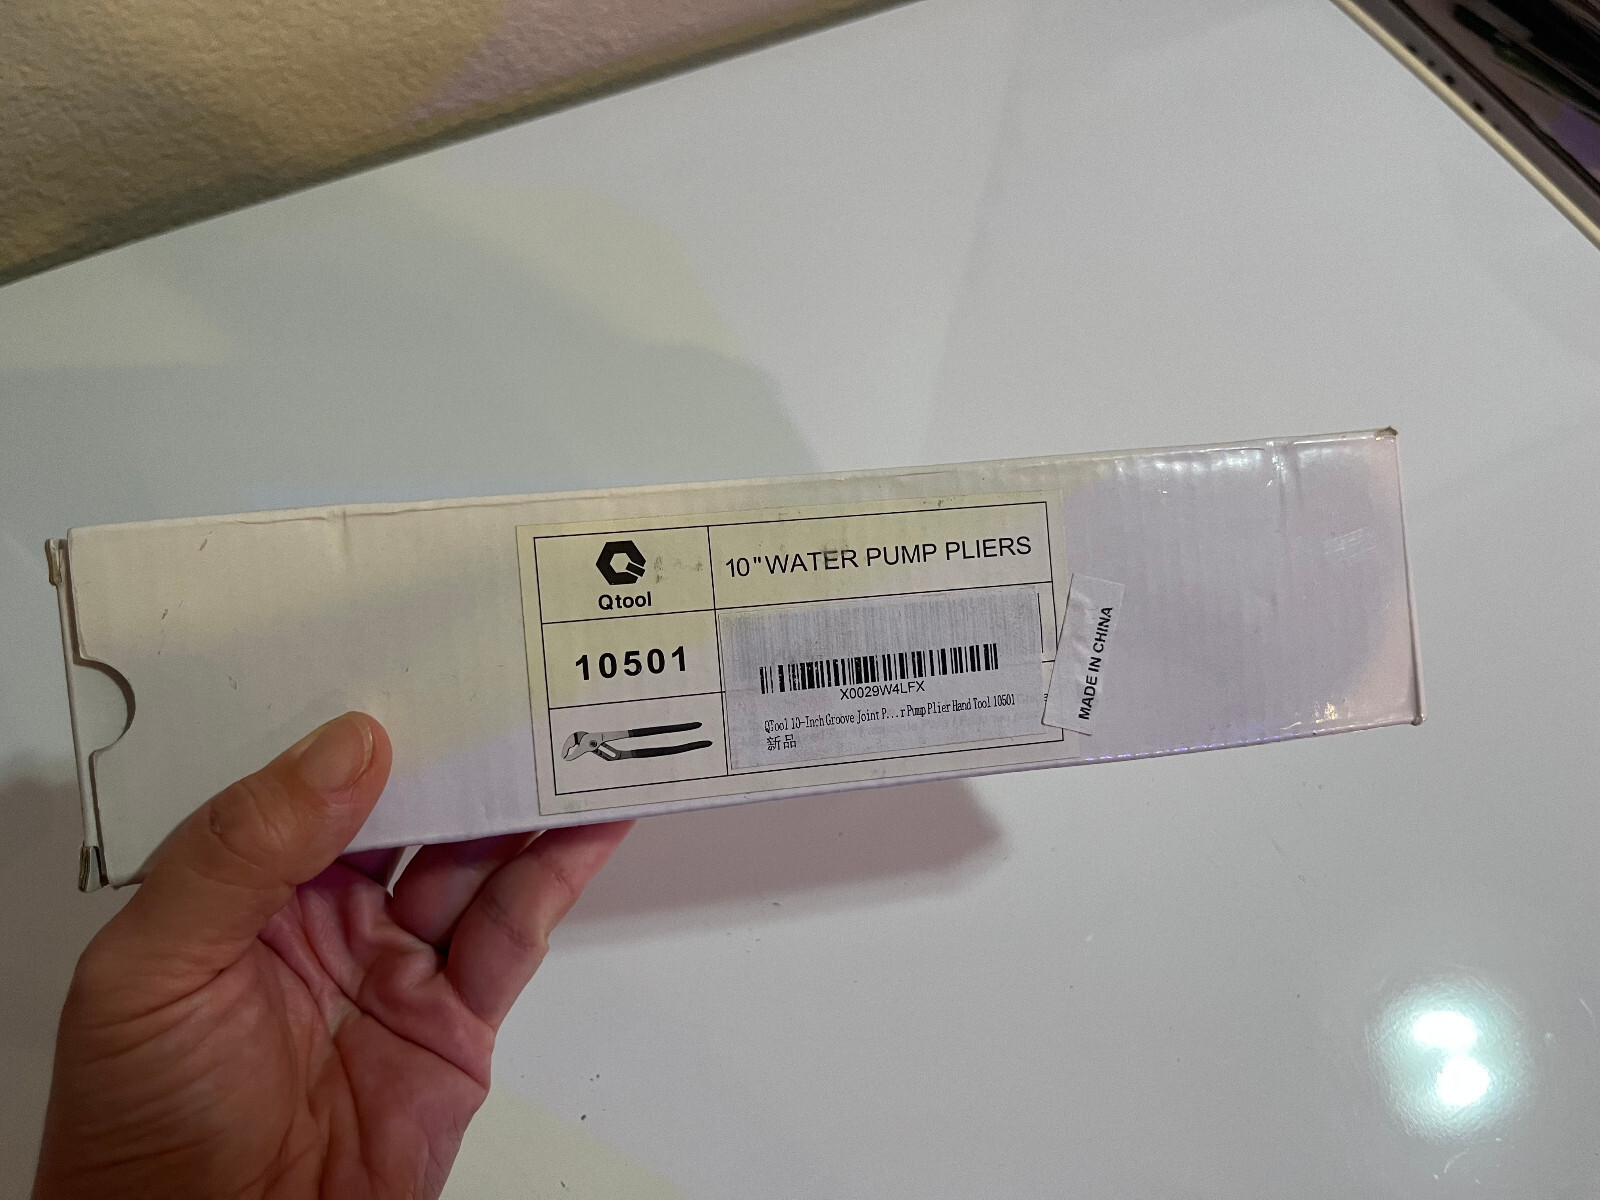 Qtool
10"WATER PUMP PLIERS
10501
X0029W4LFX
QTool 10-Inch Groove Joint P...r Pump Plier Hand Tool 10501
新品
MADE IN CHINA